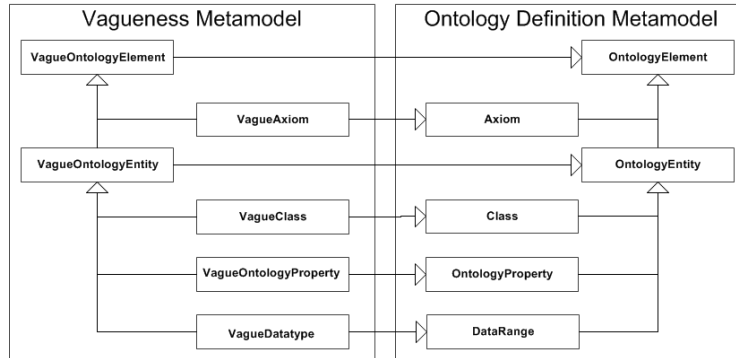 Vagueness Metamodel
Ontology Definition Metamodel
VagueOntologyElement
OntologyElement
VagueAxiom
Axiom
VagueOntologyEntity
OntologyEntity
VagueClass
Class
VagueOntologyProperty
OntologyProperty
VagueDatatype
DataRange